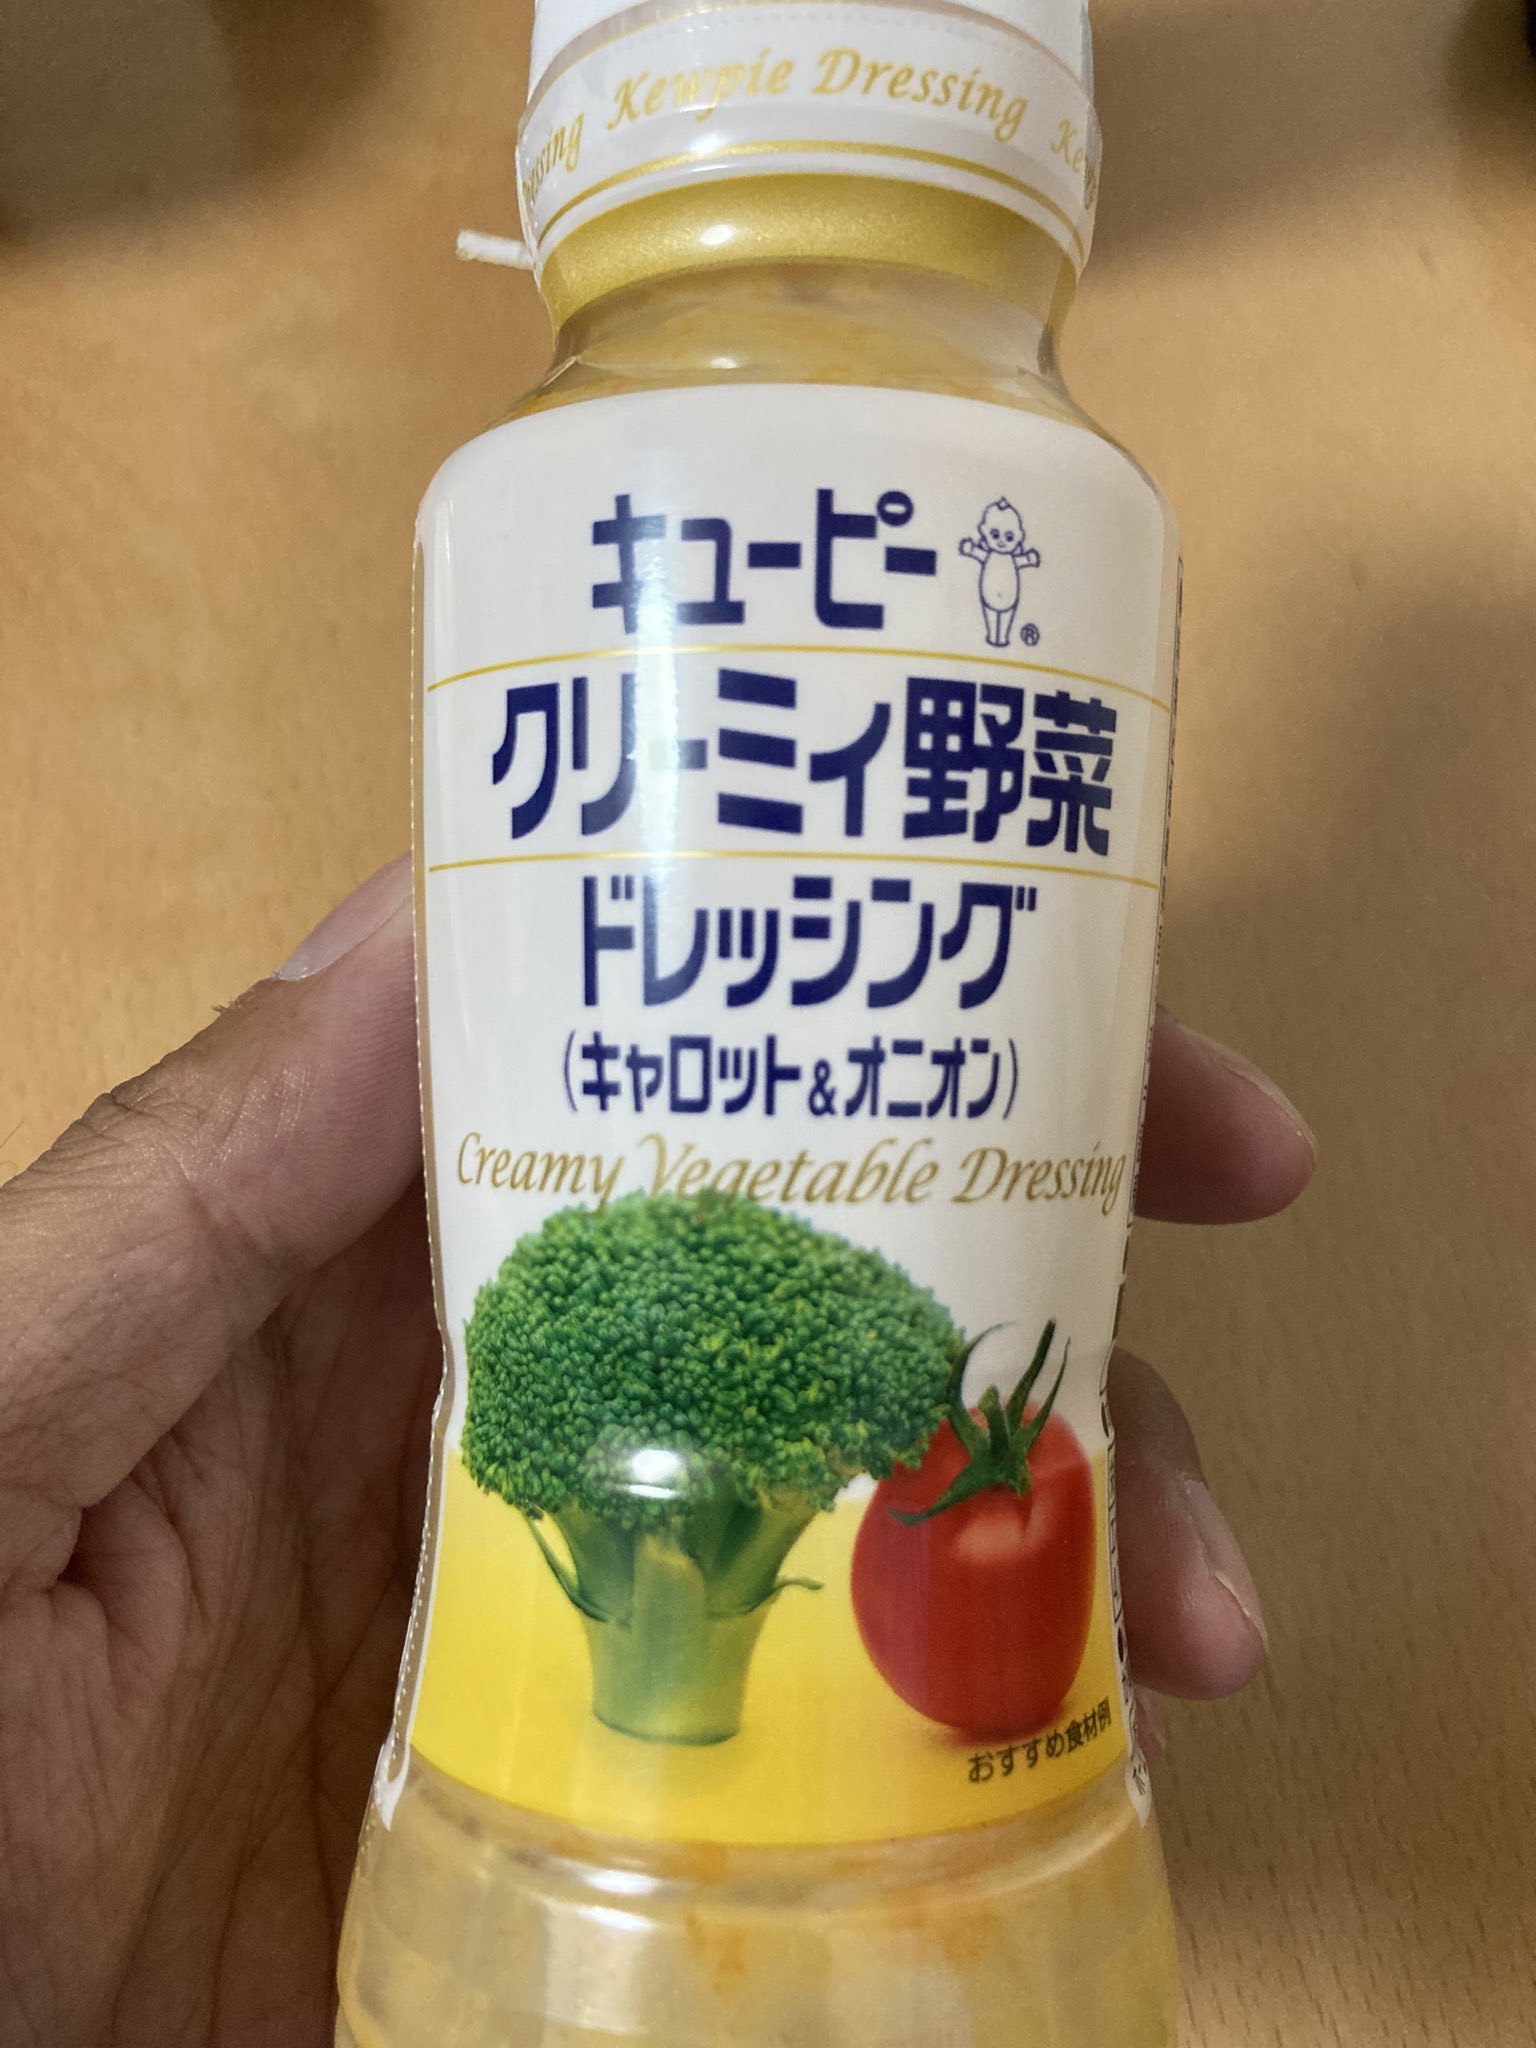 Kewpie Dressing
キユーピー
®
クリーミィ野菜
ドレッシング
(キャロット&オニオン)
Creamy Vegetable Dressing
おすすめ食材例